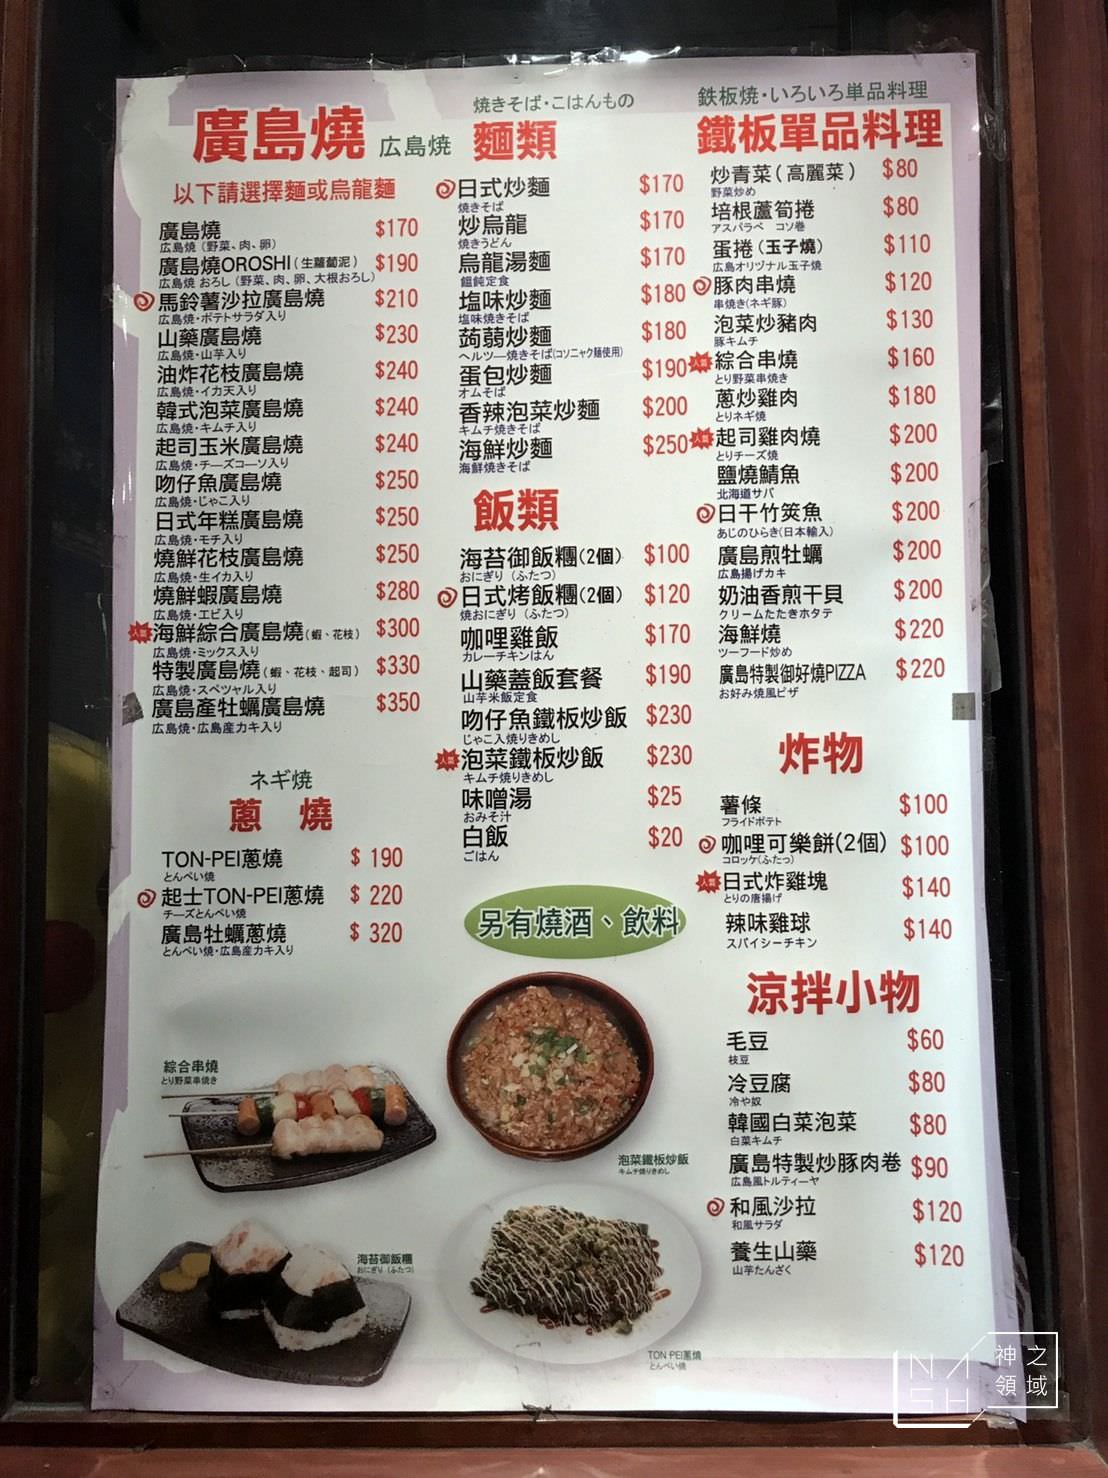 廣島燒 広島焼
以下請選擇麵或烏龍麵
廣島燒 $170
広島焼（野菜、肉、卵）
廣島燒OROSHI(生蘿蔔泥) $190
広島焼 おろし（野菜、肉、卵、大根おろし）
馬鈴薯沙拉廣島燒 $210
広島焼・ポテトサラダ入り
山藥廣島燒 $230
広島焼・山芋入り
油炸花枝廣島燒 $240
広島焼・イカ天入り
韓式泡菜廣島燒 $240
広島焼・キムチ入り
起司玉米廣島燒 $240
広島焼・チーズコーソ入り
吻仔魚廣島燒 $250
広島焼・じゃこ入り
日式年糕廣島燒 $250
広島焼・モチ入り
燒鮮花枝廣島燒 $250
広島焼・生イカ入り
燒鮮蝦廣島燒 $280
広島焼・エビ入り
海鮮綜合廣島燒(蝦、花枝) $300
広島焼・ミックス入り
特製廣島燒(蝦、花枝、起司) $330
広島焼・スペツャル入り
廣島產牡蠣廣島燒 $350
広島焼・広島産カキ入り
ネギ焼
蔥 燒
TON-PEI蔥燒 $ 190
とんぺい焼
起士TON-PEI蔥燒 $ 220
チーズとんぺい焼
廣島牡蠣蔥燒 $ 320
とんぺい焼・広島産カキ入り
焼きそば・ごはんもの
麵類
日式炒麵 $170
焼きそば
炒烏龍 $170
焼きうどん
烏龍湯麵 $170
饂飩定食
塩味炒麵 $180
塩味焼きそば
蒟蒻炒麵 $180
ヘルツー焼きそば(コソニャク麺使用)
蛋包炒麵 $190
オムそば
香辣泡菜炒麵 $200
キムチ焼きそば
海鮮炒麵 $250
海鮮焼きそば
飯類
海苔御飯糰(2個) $100
おにぎり（ふたつ）
日式烤飯糰(2個) $120
焼おにぎり（ふたつ）
咖哩雞飯 $170
カレーチキンはん
山藥蓋飯套餐 $190
山芋米飯定食
吻仔魚鐵板炒飯 $230
じゃこ入焼りきめし
泡菜鐵板炒飯 $230
キムチ焼りきめし
味噌湯 $25
おみそ汁
白飯 $20
ごはん
另有燒酒、飲料
鉄板焼・いろいろ単品料理
鐵板單品料理
炒青菜(高麗菜) $80
野菜炒め
培根蘆筍捲 $80
アスパラベ コソ巻
蛋捲(玉子燒) $110
広島オリヅナル玉子焼
豚肉串燒 $120
串焼き(ネギ豚)
泡菜炒豬肉 $130
豚キムチ
綜合串燒 $160
とり野菜串焼き
蔥炒雞肉 $180
とりネギ焼
起司雞肉燒 $200
とりチーズ焼
鹽燒鯖魚 $200
北海道サバ
日干竹筴魚 $200
あじのひらき(日本輸入)
廣島煎牡蠣 $200
広島揚げカキ
奶油香煎干貝 $200
クリームたたきホタテ
海鮮燒 $220
ツーフード炒め
廣島特製御好燒PIZZA $220
お好み焼風ピザ
炸物
薯條 $100
フライドポテト
咖哩可樂餅(2個) $100
コロッケ(ふたつ)
日式炸雞塊 $140
とりの唐揚げ
辣味雞球 $140
スパイシーチキン
涼拌小物
毛豆 $60
枝豆
冷豆腐 $80
冷や奴
韓國白菜泡菜 $80
白菜キムチ
廣島特製炒豚肉卷 $90
広島風トルティーヤ
和風沙拉 $120
和風サラダ
養生山藥 $120
山芋たんざく
綜合串燒
とり野菜串焼き
泡菜鐵板炒飯
キムチ焼りきめし
海苔御飯糰
おにぎり（ふたつ）
TON-PEI蔥燒
とんぺい焼
NASH
神之
領域